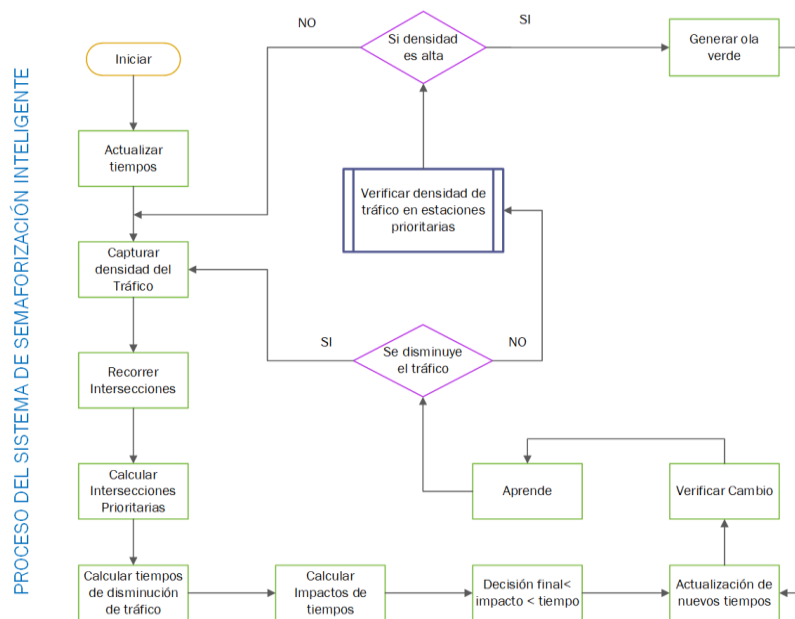 PROCESO DEL SISTEMA DE SEMAFORIZACIÓN INTELIGENTE
NO
Si densidad
es alta
SI
Generar ola
verde
Iniciar
Actualizar
tiempos
Verificar densidad de
tráfico en estaciones
prioritarias
Capturar
densidad del
Tráfico
SI
Se disminuye
el tráfico
NO
Recorrer
Intersecciones
Calcular
Intersecciones
Prioritarias
Aprende
Verificar Cambio
Calcular tiempos
de disminución
de tráfico
Calcular
Impactos de
tiempos
Decisión final<
impacto < tiempo
Actualización de
nuevos tiempos